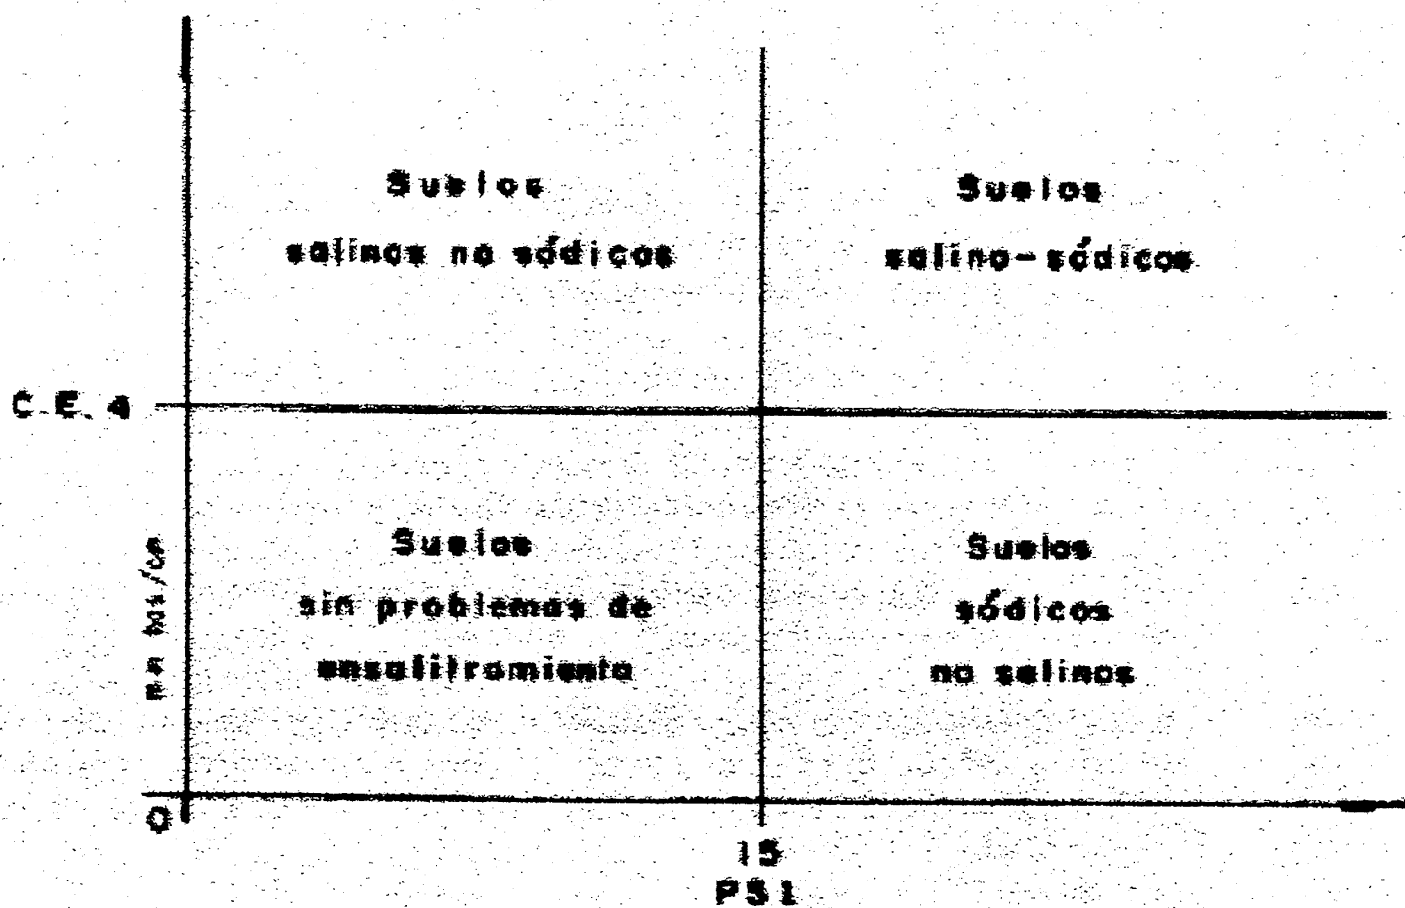 Suelos
salinos no sódicos
Suelos
salino-sódicos
C.E. 4
Suelos
sin problemas de
ensalitramiento
Suelos
sódicos
no salinos
0
15
PSI